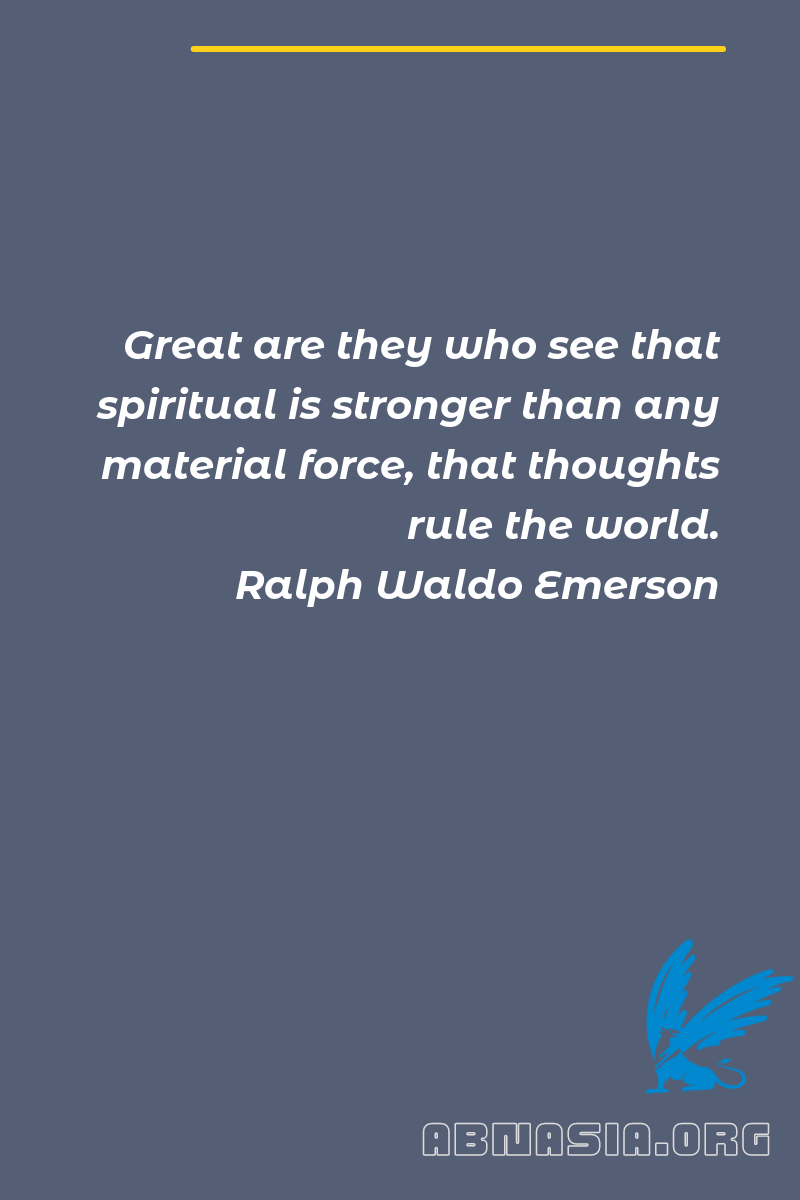 Great are they who see that
spiritual is stronger than any
material force, that thoughts
rule the world.
Ralph Waldo Emerson
ABNASIA.ORG